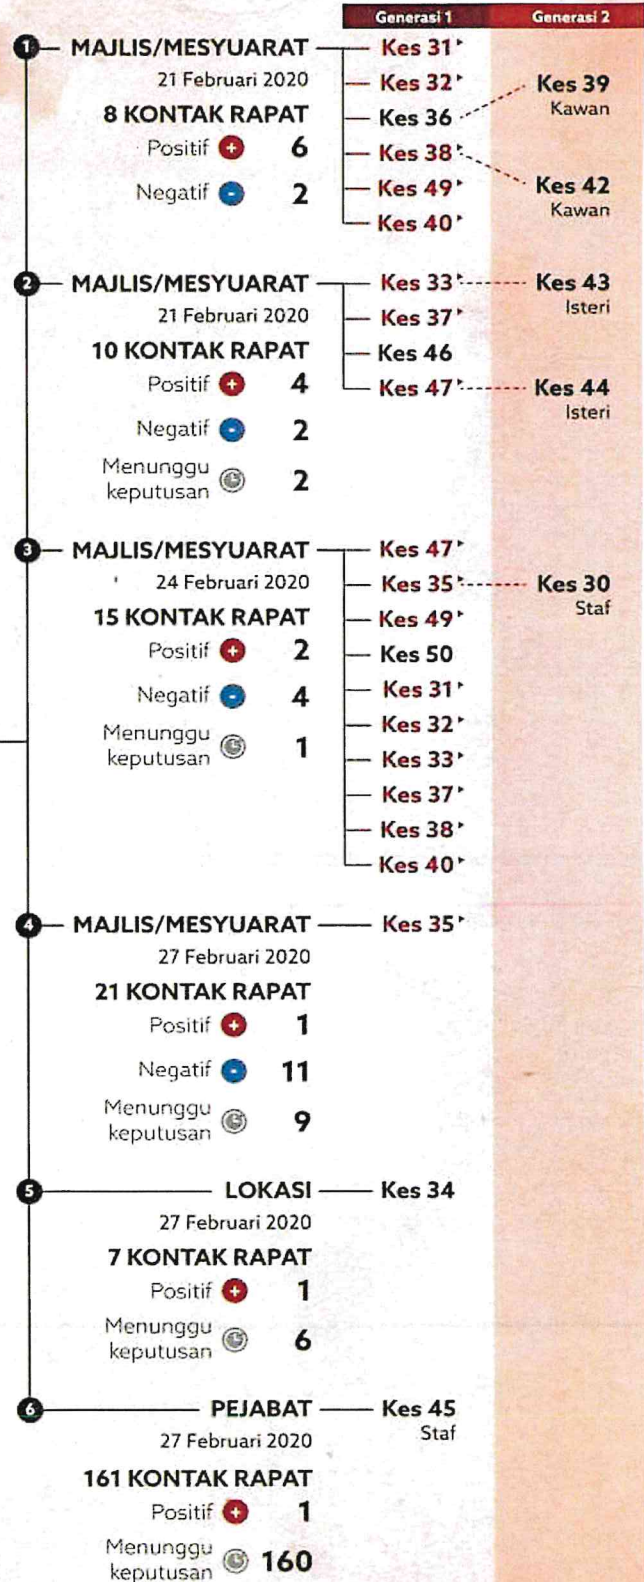 Generasi 1 Generasi 2
1 MAJLIS/MESYUARAT
21 Februari 2020
8 KONTAK RAPAT
Positif + 6
Negatif - 2
Kes 31
Kes 32
Kes 36
Kes 38
Kes 49
Kes 40
Kes 39
Kawan
Kes 42
Kawan
2 MAJLIS/MESYUARAT
21 Februari 2020
10 KONTAK RAPAT
Positif + 4
Negatif - 2
Menunggu
keputusan 2
Kes 33
Kes 37
Kes 46
Kes 47
Kes 43
Isteri
Kes 44
Isteri
3 MAJLIS/MESYUARAT
24 Februari 2020
15 KONTAK RAPAT
Positif + 2
Negatif - 4
Menunggu
keputusan 1
Kes 47
Kes 35
Kes 49
Kes 50
Kes 31
Kes 32
Kes 33
Kes 37
Kes 38
Kes 40
Kes 30
Staf
4 MAJLIS/MESYUARAT
27 Februari 2020
21 KONTAK RAPAT
Positif + 1
Negatif - 11
Menunggu
keputusan 9
Kes 35
5 LOKASI
27 Februari 2020
7 KONTAK RAPAT
Positif + 1
Menunggu
keputusan 6
Kes 34
6 PEJABAT
27 Februari 2020
161 KONTAK RAPAT
Positif + 1
Menunggu
keputusan 160
Kes 45
Staf